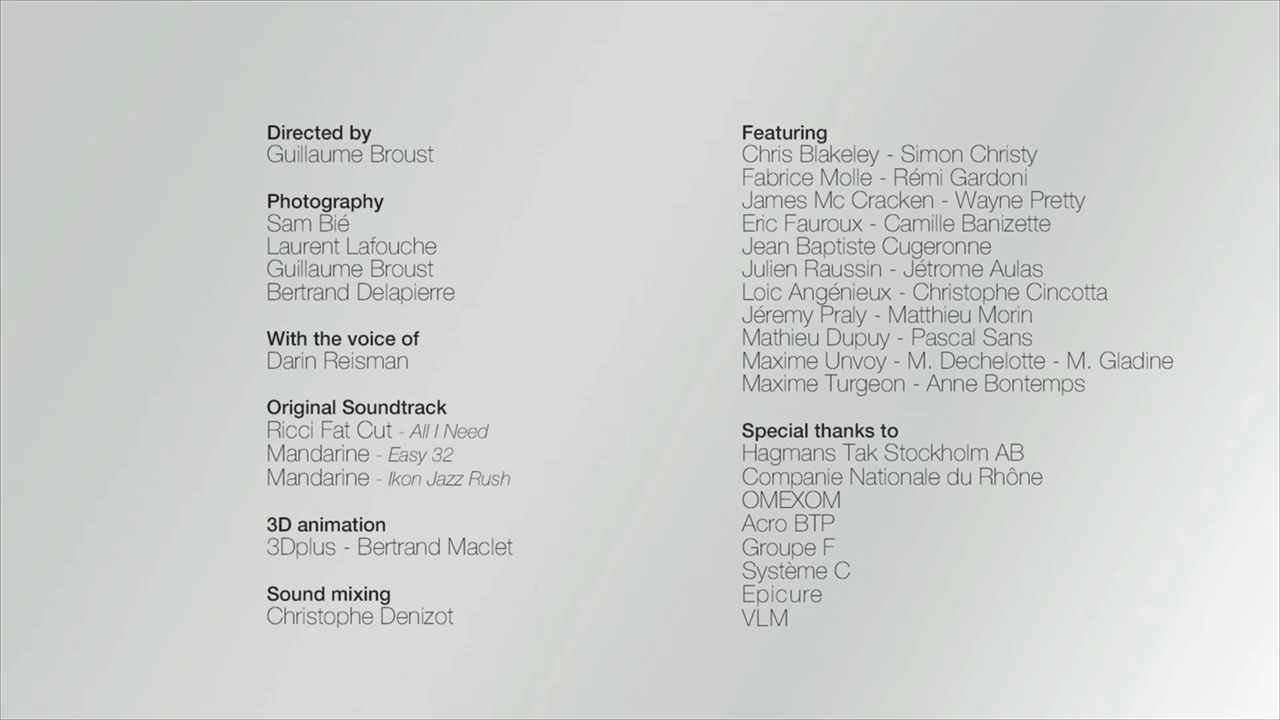 Directed by
Guillaume Broust
Photography
Sam Bié
Laurent Lafouche
Guillaume Broust
Bertrand Delapierre
With the voice of
Darin Reisman
Original Soundtrack
Ricci Fat Cut - All I Need
Mandarine - Easy 32
Mandarine - Ikon Jazz Rush
3D animation
3Dplus - Bertrand Maclet
Sound mixing
Christophe Denizot
Featuring
Chris Blakeley - Simon Christy
Fabrice Molle - Rémi Gardoni
James Mc Cracken - Wayne Pretty
Eric Fauroux - Camille Banizette
Jean Baptiste Cugeronne
Julien Raussin - Jétrome Aulas
Loic Angénieux - Christophe Cincotta
Jéremy Praly - Matthieu Morin
Mathieu Dupuy - Pascal Sans
Maxime Unvoy - M. Dechelotte - M. Gladine
Maxime Turgeon - Anne Bontemps
Special thanks to
Hagmans Tak Stockholm AB
Companie Nationale du Rhône
OMEXOM
Acro BTP
Groupe F
Système C
Epicure
VLM